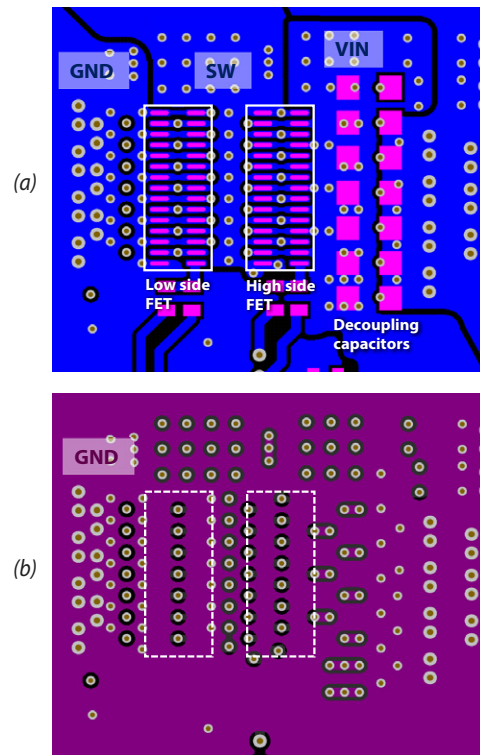 (a)
VIN
GND
SW
Low side
FET
High side
FET
Decoupling
capacitors
(b)
GND